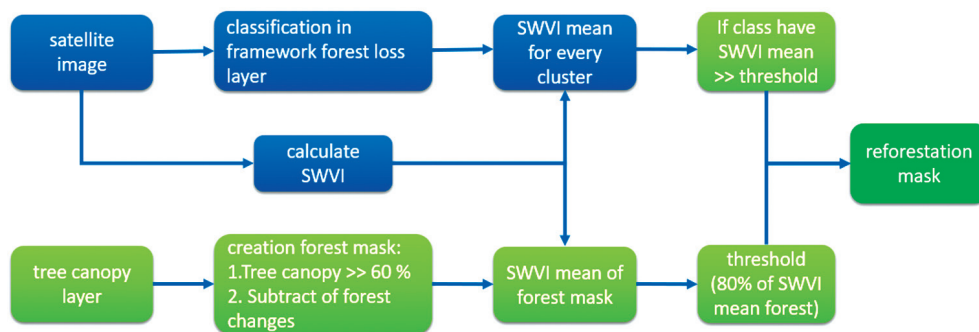 satellite
image
classification in
framework forest loss
layer
SWVI mean
for every
cluster
If class have
SWVI mean
>> threshold
calculate
SWVI
reforestation
mask
tree canopy
layer
creation forest mask:
1.Tree canopy >> 60 %
2. Subtract of forest
changes
SWVI mean of
forest mask
threshold
(80% of SWVI
mean forest)